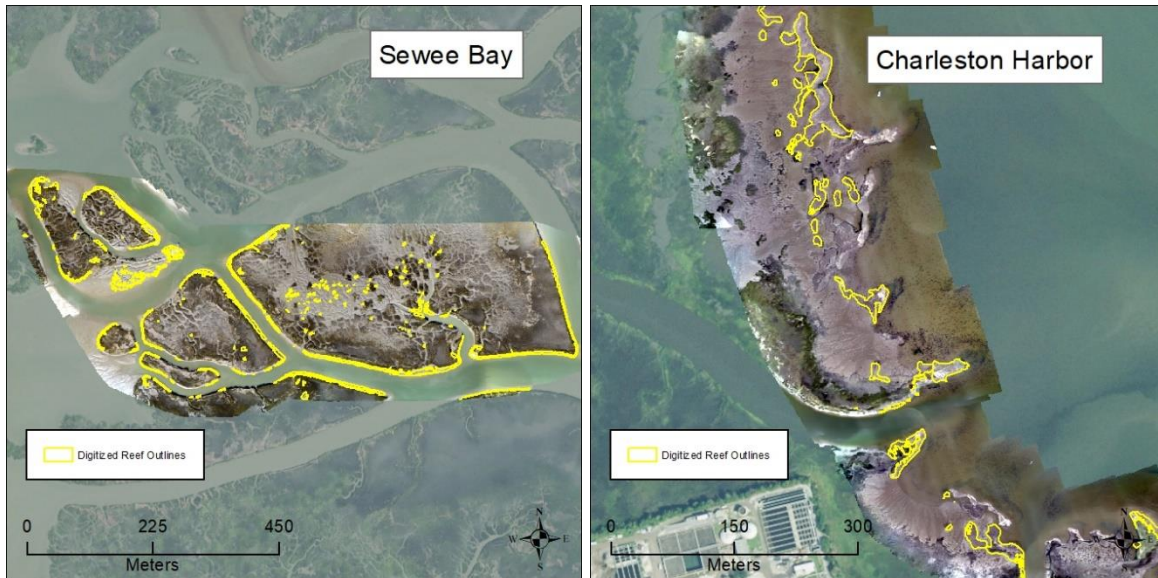 Sewee Bay
Digitized Reef Outlines
0 225 450
Meters
N
W E
S
Charleston Harbor
Digitized Reef Outlines
0 150 300
Meters
N
W E
S